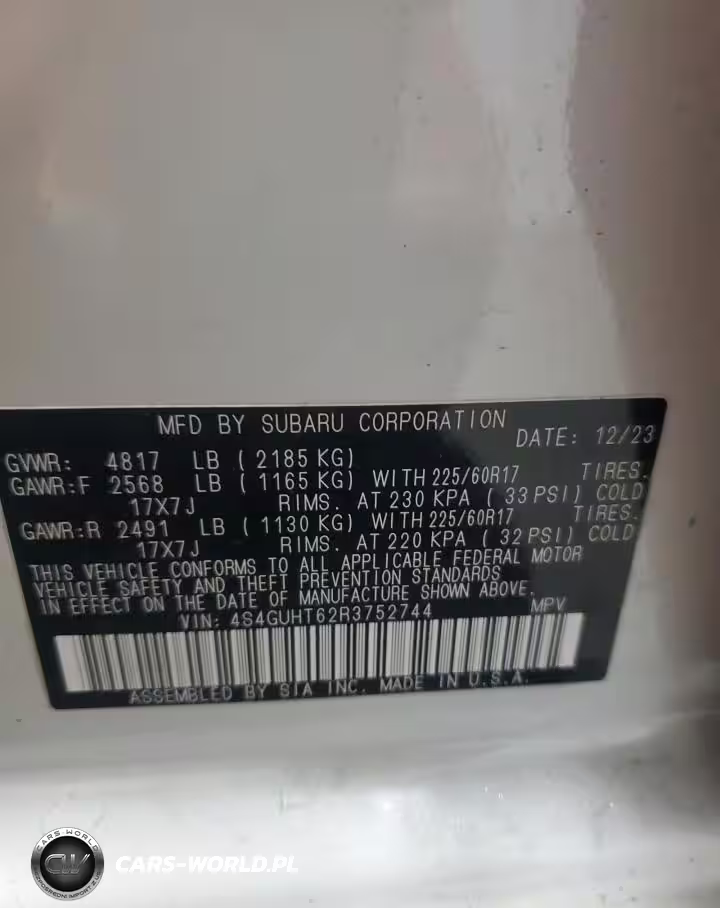 MFD BY SUBARU CORPORATION DATE: 12/23
GVWR: 4817 LB ( 2185 KG)
GAWR:F 2568 LB ( 1165 KG) WITH 225/60R17 TIRES.
17X7J RIMS. AT 230 KPA ( 33 PSI) COLD
GAWR:R 2491 LB ( 1130 KG) WITH 225/60R17 TIRES.
17X7J RIMS. AT 220 KPA ( 32 PSI) COLD
THIS VEHICLE CONFORMS TO ALL APPLICABLE FEDERAL MOTOR
VEHICLE SAFETY AND THEFT PREVENTION STANDARDS
IN EFFECT ON THE DATE OF MANUFACTURE SHOWN ABOVE.
VIN: 4S4GUHT62R3752744 MPV
ASSEMBLED BY SIA INC. MADE IN U.S.A.
CARS-WORLD
CW
CARS-WORLD.PL